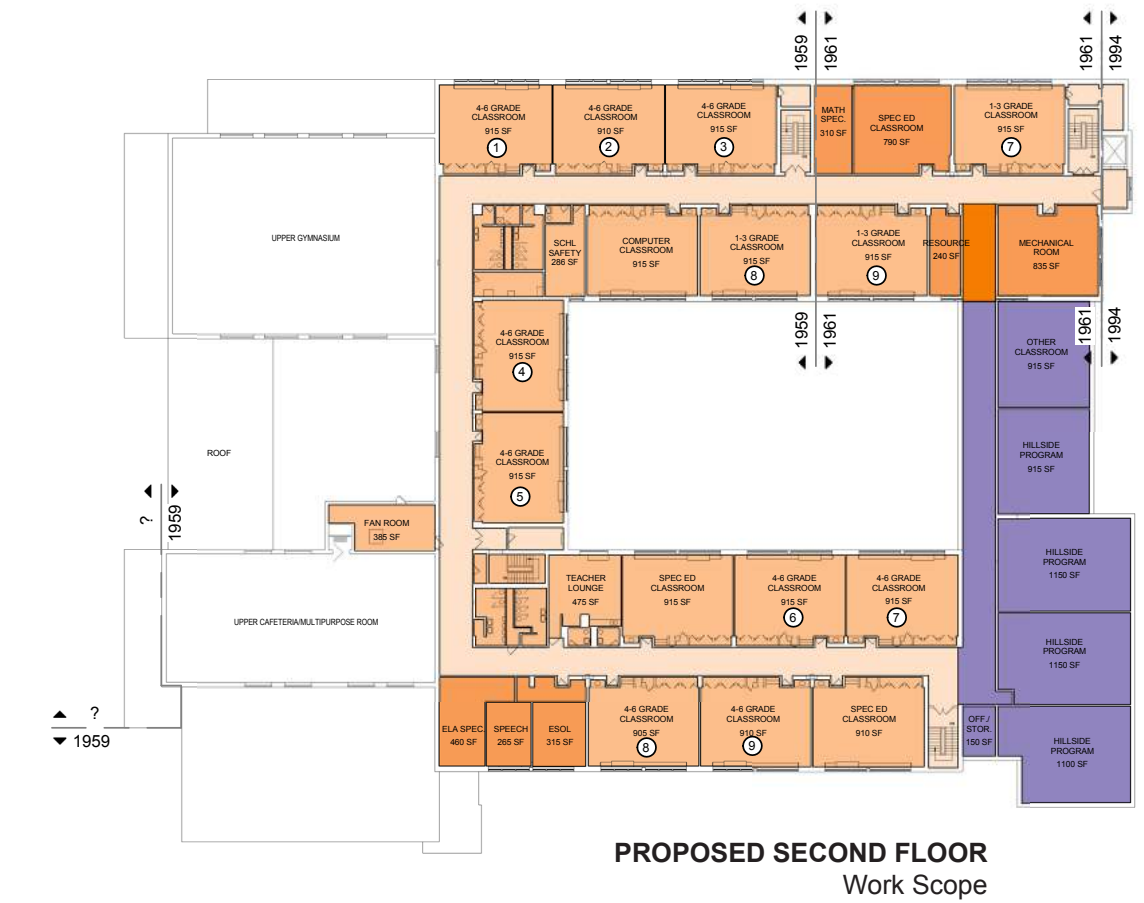 1959
1961
1961
1994
4-6 GRADE
CLASSROOM
915 SF
1
4-6 GRADE
CLASSROOM
910 SF
2
4-6 GRADE
CLASSROOM
915 SF
3
MATH
SPEC.
310 SF
SPEC ED
CLASSROOM
790 SF
1-3 GRADE
CLASSROOM
915 SF
7
UPPER GYMNASIUM
SCHL
SAFETY
286 SF
COMPUTER
CLASSROOM
915 SF
1-3 GRADE
CLASSROOM
915 SF
8
1-3 GRADE
CLASSROOM
915 SF
9
RESOURCE
240 SF
MECHANICAL
ROOM
835 SF
1959
1961
1961
1994
4-6 GRADE
CLASSROOM
915 SF
4
OTHER
CLASSROOM
915 SF
ROOF
4-6 GRADE
CLASSROOM
915 SF
5
HILLSIDE
PROGRAM
915 SF
?
1959
FAN ROOM
385 SF
HILLSIDE
PROGRAM
1150 SF
TEACHER
LOUNGE
475 SF
SPEC ED
CLASSROOM
915 SF
4-6 GRADE
CLASSROOM
915 SF
6
4-6 GRADE
CLASSROOM
915 SF
7
UPPER CAFETERIA/MULTIPURPOSE ROOM
HILLSIDE
PROGRAM
1150 SF
?
1959
ELA SPEC.
460 SF
SPEECH
265 SF
ESOL
315 SF
4-6 GRADE
CLASSROOM
905 SF
8
4-6 GRADE
CLASSROOM
910 SF
9
SPEC ED
CLASSROOM
910 SF
OFF./
STOR.
150 SF
HILLSIDE
PROGRAM
1100 SF
PROPOSED SECOND FLOOR
Work Scope